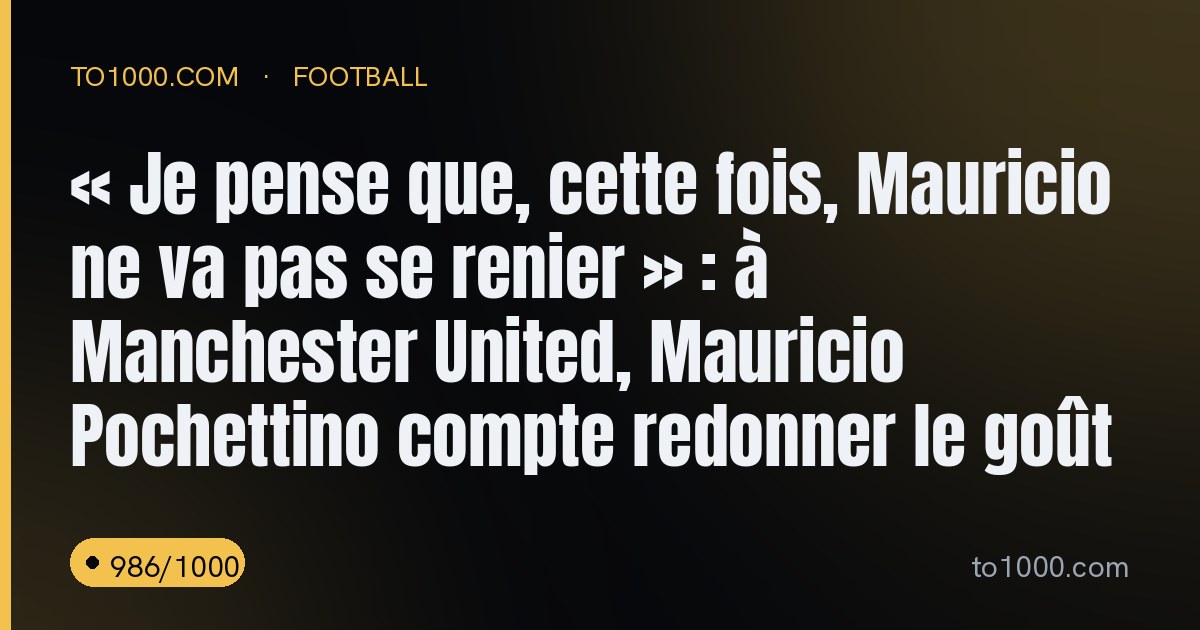 TO1000.COM · FOOTBALL
« Je pense que, cette fois, Mauricio
ne va pas se renier » : à
Manchester United, Mauricio
Pochettino compte redonner le goût
986/1000
to1000.com